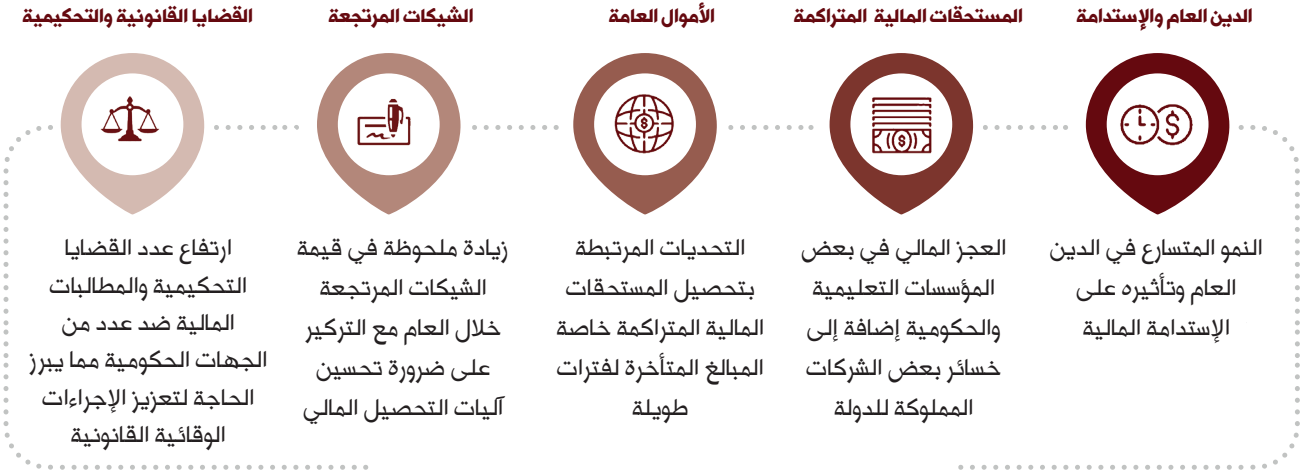 الدين العام والإستدامة
النمو المتسارع في الدين
العام وتأثيره على
الإستدامة المالية
المستحقات المالية المتراكمة
العجز المالي في بعض
المؤسسات التعليمية
والحكومية إضافة إلى
خسائر بعض الشركات
المملوكة للدولة
الأموال العامة
التحديات المرتبطة
بتحصيل المستحقات
المالية المتراكمة خاصة
المبالغ المتأخرة لفترات
طويلة
الشيكات المرتجعة
زيادة ملحوظة في قيمة
الشيكات المرتجعة
خلال العام مع التركيز
على ضرورة تحسين
آليات التحصيل المالي
القضايا القانونية والتحكيمية
ارتفاع عدد القضايا
التحكيمية والمطالبات
المالية ضد عدد من
الجهات الحكومية مما يبرز
الحاجة لتعزيز الإجراءات
الوقائية القانونية